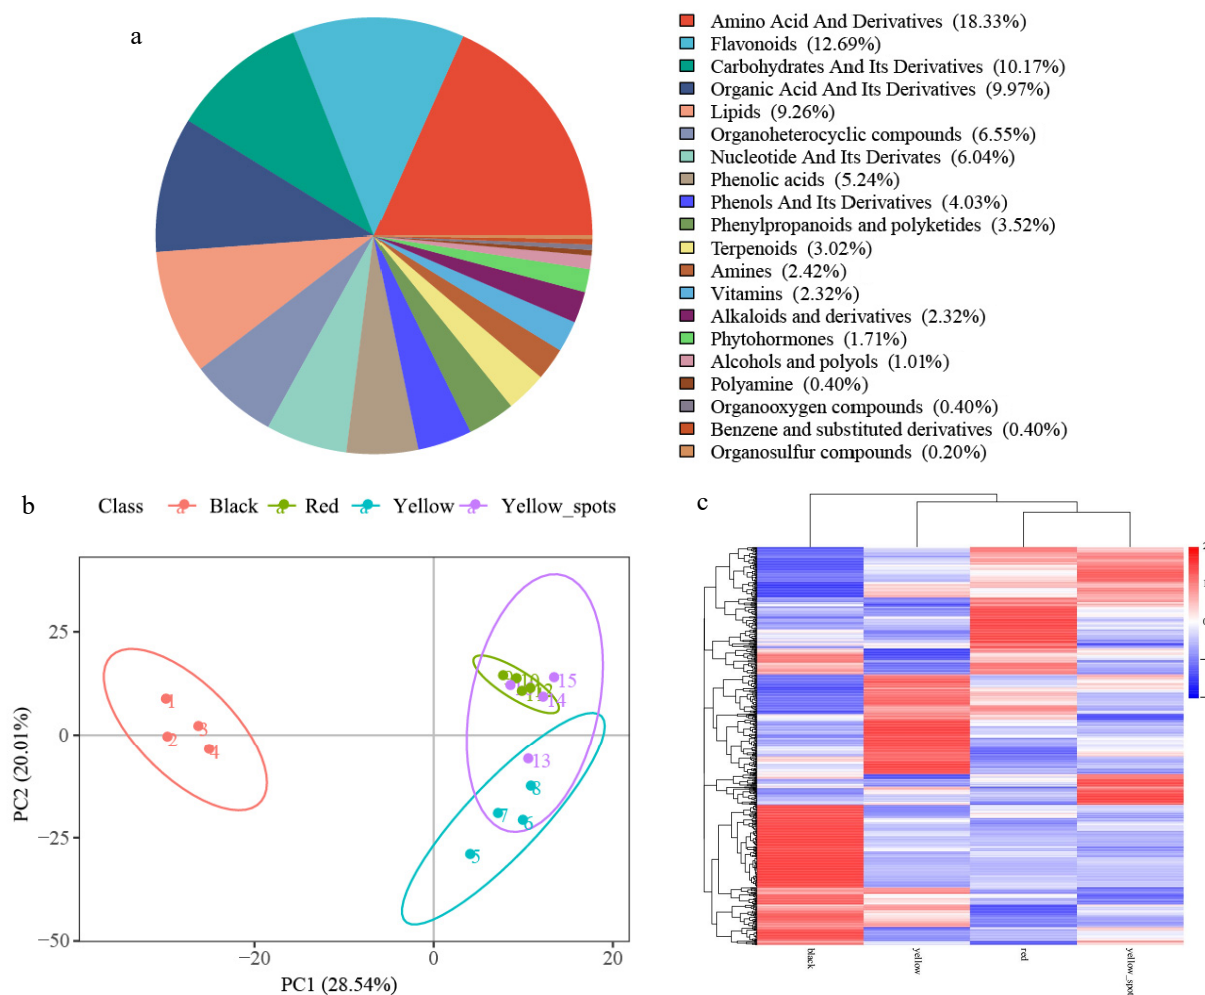 a
Amino Acid And Derivatives (18.33%)
Flavonoids (12.69%)
Carbohydrates And Its Derivatives (10.17%)
Organic Acid And Its Derivatives (9.97%)
Lipids (9.26%)
Organoheterocyclic compounds (6.55%)
Nucleotide And Its Derivates (6.04%)
Phenolic acids (5.24%)
Phenols And Its Derivatives (4.03%)
Phenylpropanoids and polyketides (3.52%)
Terpenoids (3.02%)
Amines (2.42%)
Vitamins (2.32%)
Alkaloids and derivatives (2.32%)
Phytohormones (1.71%)
Alcohols and polyols (1.01%)
Polyamine (0.40%)
Organooxygen compounds (0.40%)
Benzene and substituted derivatives (0.40%)
Organosulfur compounds (0.20%)
b
Class a Black a Red a Yellow a Yellow_spots
25
0
−25
−50
PC2 (20.01%)
1
2
3
4
15
14
13
8
7
6
5
−20
0
20
PC1 (28.54%)
c
2
0
black
yellow
red
yellow_spot